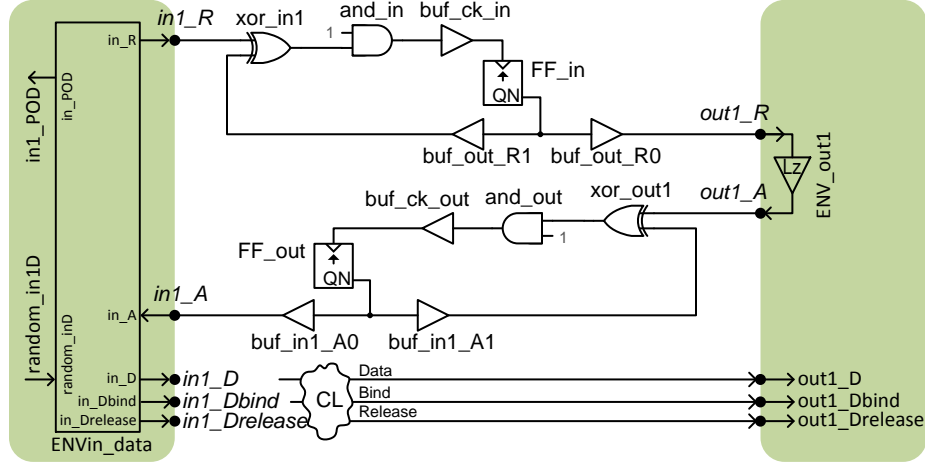 in1_R
xor_in1
and_in
buf_ck_in
in_R
1
FF_in
QN
in_POD
in1_POD
out1_R
buf_out_R1
buf_out_R0
Lz
ENV_out1
buf_ck_out
and_out
xor_out1
out1_A
1
FF_out
QN
random_in1D
random_inD
in1_A
in_A
buf_in1_A0
buf_in1_A1
in_D
in1_D
CL
Data
out1_D
in_Dbind
in1_Dbind
Bind
out1_Dbind
in_Drelease
in1_Drelease
Release
out1_Drelease
ENVin_data